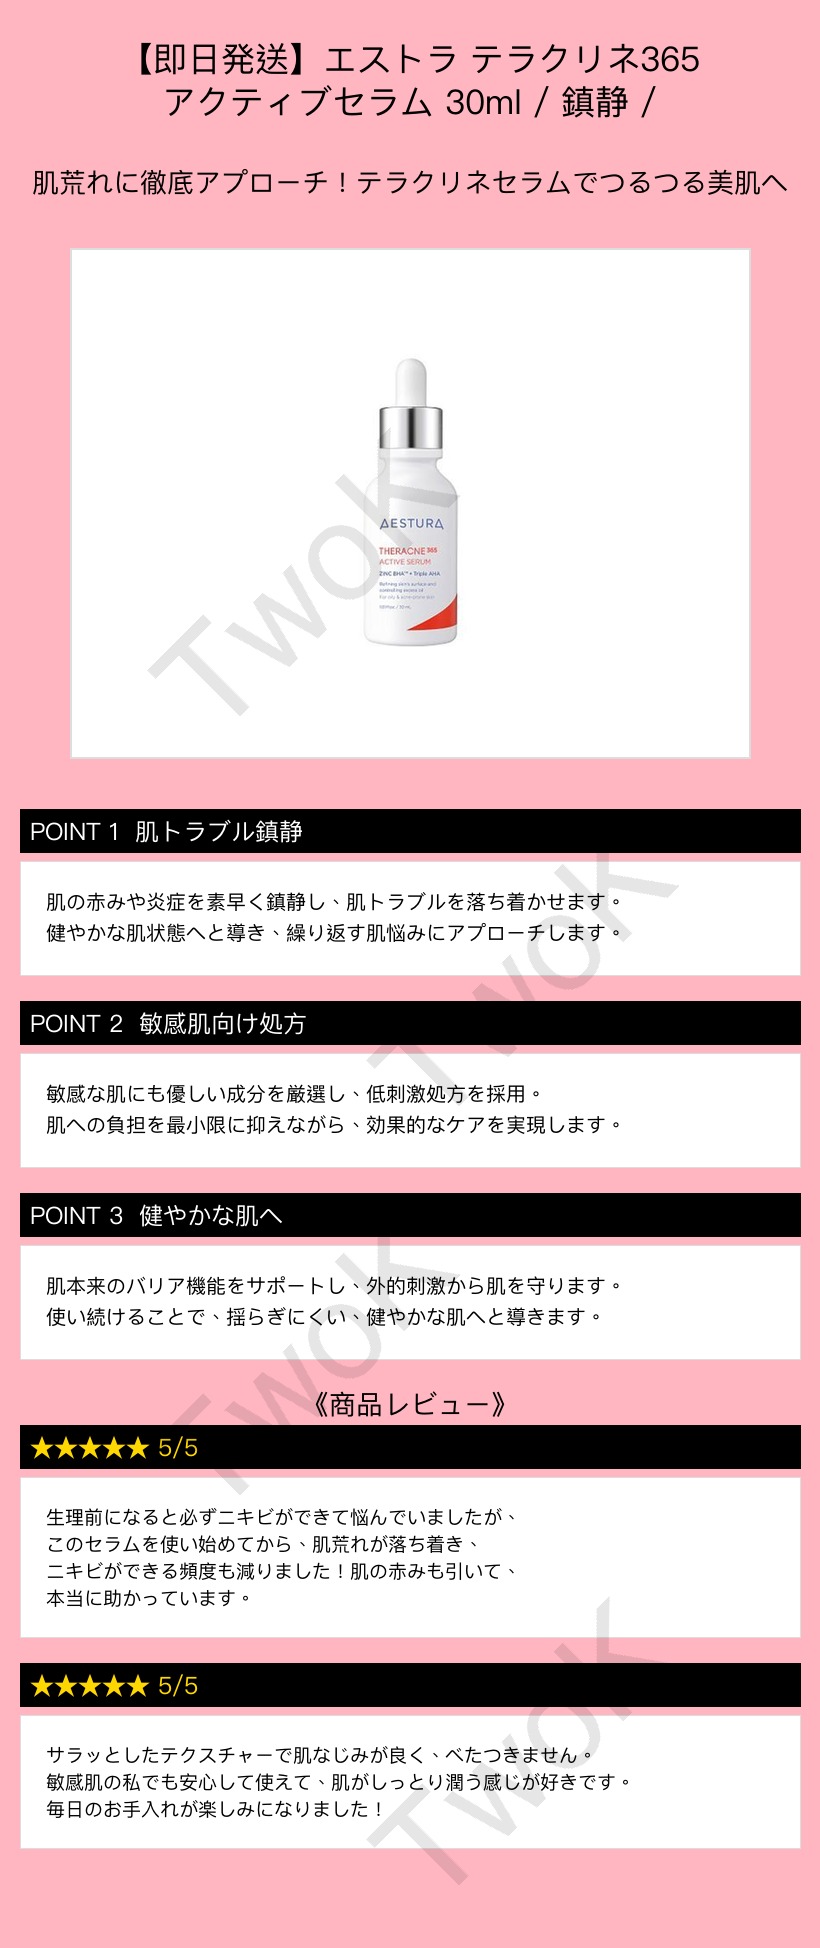 【即日発送】エストラ テラクリネ365
アクティブセラム 30ml / 鎮静 /
肌荒れに徹底アプローチ！テラクリネセラムでつるつる美肌へ
AESTURA
THERACNE 365
ACTIVE SERUM
ZINC BHA™ + Triple AHA
Refining skin's surface and
controlling excess oil
For oily & acne-prone skin
TwoK
POINT 1 肌トラブル鎮静
肌の赤みや炎症を素早く鎮静し、肌トラブルを落ち着かせます。
健やかな肌状態へと導き、繰り返す肌悩みにアプローチします。
TwoK
POINT 2 敏感肌向け処方
敏感な肌にも優しい成分を厳選し、低刺激処方を採用。
肌への負担を最小限に抑えながら、効果的なケアを実現します。
POINT 3 健やかな肌へ
肌本来のバリア機能をサポートし、外的刺激から肌を守ります。
使い続けることで、揺らぎにくい、健やかな肌へと導きます。
TwoK
《商品レビュー》
★★★★★ 5/5
生理前になると必ずニキビができて悩んでいましたが、
このセラムを使い始めてから、肌荒れが落ち着き、
ニキビができる頻度も減りました！肌の赤みも引いて、
本当に助かっています。
★★★★★ 5/5
サラッとしたテクスチャーで肌なじみが良く、べたつきません。
敏感肌の私でも安心して使えて、肌がしっとり潤う感じが好きです。
毎日のお手入れが楽しみになりました！
TwoK